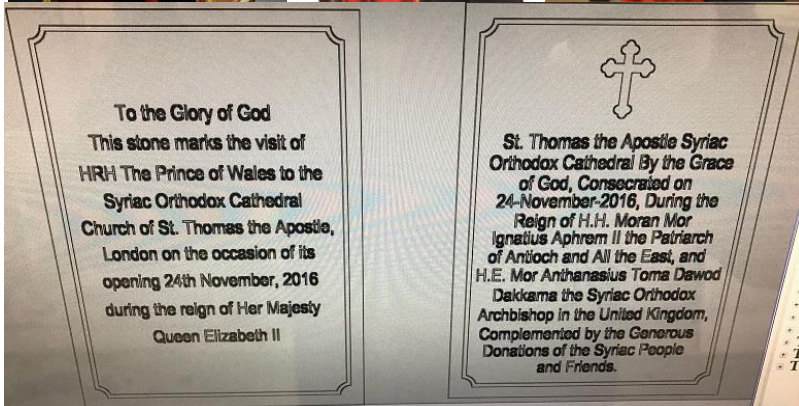 To the Glory of God
This stone marks the visit of
HRH The Prince of Wales to the
Syriac Orthodox Cathedral
Church of St. Thomas the Apostle,
London on the occasion of its
opening 24th November, 2016
during the reign of Her Majesty
Queen Elizabeth II
St. Thomas the Apostle Syriac
Orthodox Cathedral By the Grace
of God, Consecrated on
24-November-2016, During the
Reign of H.H. Moran Mor
Ignatius Aphrem II the Patriarch
of Antioch and All the East, and
H.E. Mor Anthanasius Toma Dawod
Dakkama the Syriac Orthodox
Archbishop in the United Kingdom,
Complemented by the Generous
Donations of the Syriac People
and Friends.